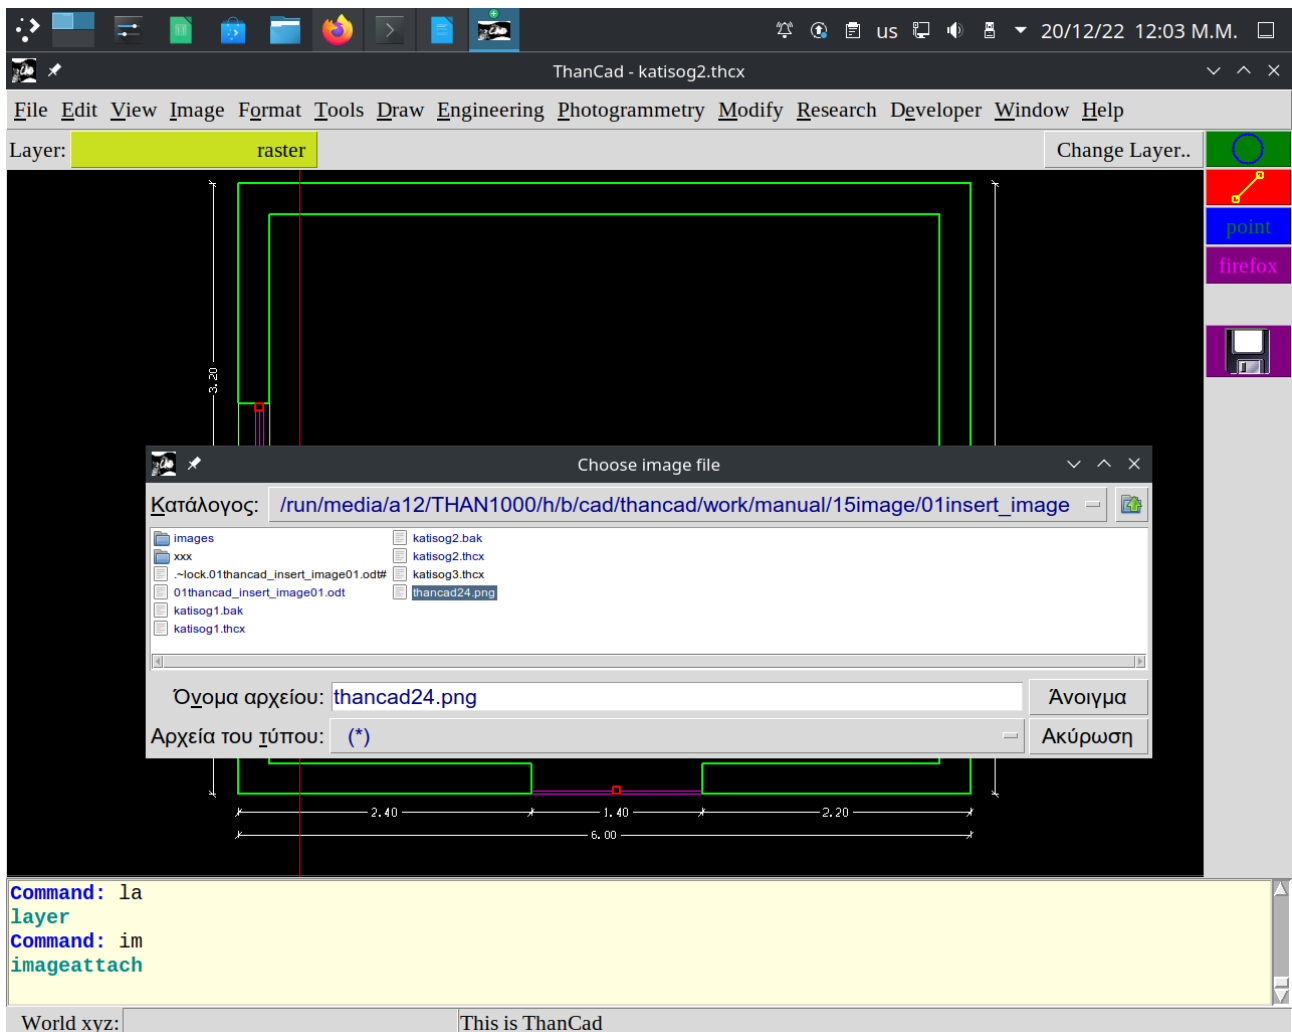 us 20/12/22 12:03 M.M.
ThanCad - katisog2.thcx
File Edit View Image Format Tools Draw Engineering Photogrammetry Modify Research Developer Window Help
Layer: raster Change Layer..
point
firefox
3.20
Choose image file
Κατάλογος: /run/media/a12/THAN1000/h/b/cad/thancad/work/manual/15image/01insert_image
images
xxx
.~lock.01thancad_insert_image01.odt#
01thancad_insert_image01.odt
katisog1.bak
katisog1.thcx
katisog2.bak
katisog2.thcx
katisog3.thcx
thancad24.png
Όνομα αρχείου: thancad24.png Άνοιγμα
Αρχεία του τύπου: (*) Ακύρωση
2.40 1.40 2.20
6.00
Command: la
layer
Command: im
imageattach
World xyz: This is ThanCad